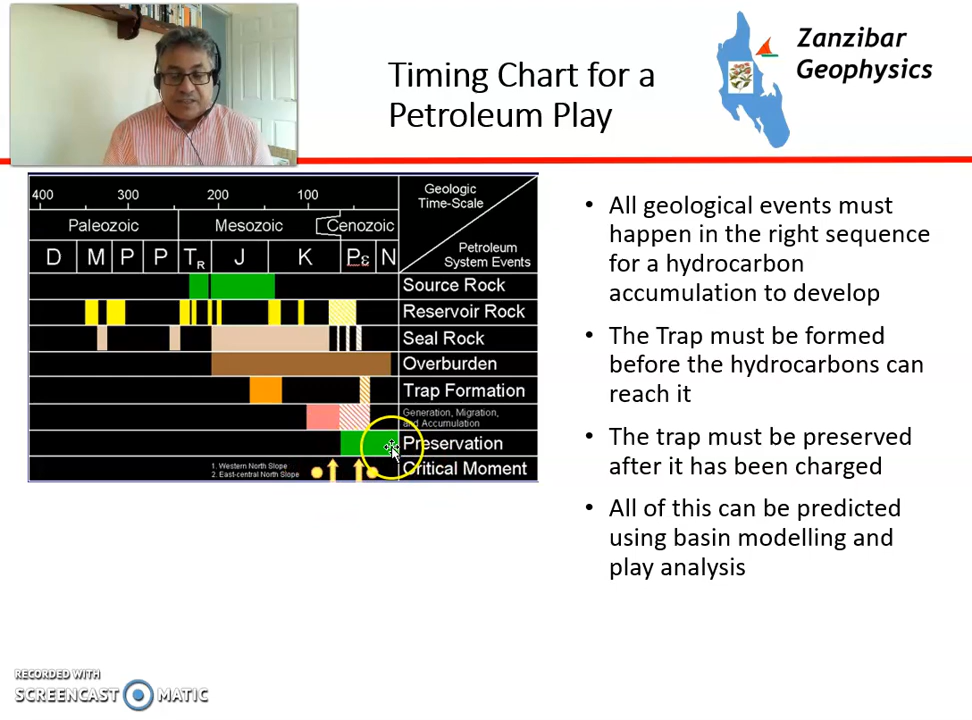 Timing Chart for a
Petroleum Play
Zanzibar
Geophysics
400 300 200 100
Geologic
Time-Scale
Paleozoic Mesozoic Cenozoic
Petroleum
System Events
D M P P TR J K Pε N
Source Rock
Reservoir Rock
Seal Rock
Overburden
Trap Formation
Generation, Migration,
and Accumulation
Preservation
1. Western North Slope
2. East-central North Slope
Critical Moment
• All geological events must
happen in the right sequence
for a hydrocarbon
accumulation to develop
• The Trap must be formed
before the hydrocarbons can
reach it
• The trap must be preserved
after it has been charged
• All of this can be predicted
using basin modelling and
play analysis
RECORDED WITH
SCREENCAST MATIC